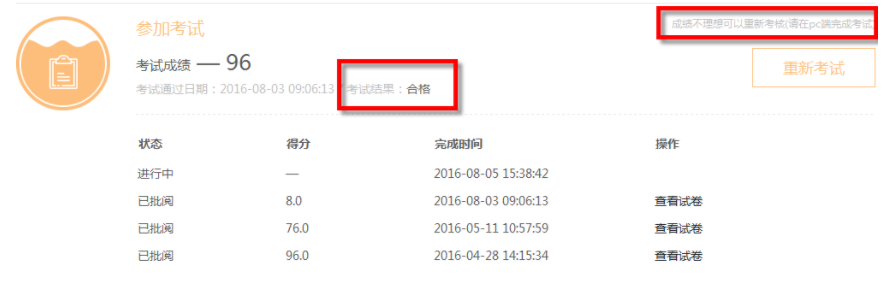 参加考试
成绩不理想可以重新考核(请在pc端完成考试)
考试成绩 — 96
重新考试
考试通过日期：2016-08-03 09:06:13 考试结果：合格
状态 得分 完成时间 操作
进行中 — 2016-08-05 15:38:42
已批阅 8.0 2016-08-03 09:06:13 查看试卷
已批阅 76.0 2016-05-11 10:57:59 查看试卷
已批阅 96.0 2016-04-28 14:15:34 查看试卷